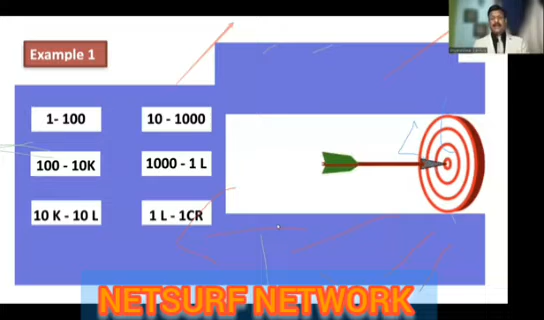 Example 1
1- 100
10 - 1000
100 - 10K
1000 - 1 L
10 K - 10 L
1 L - 1CR
NETSURF NETWORK